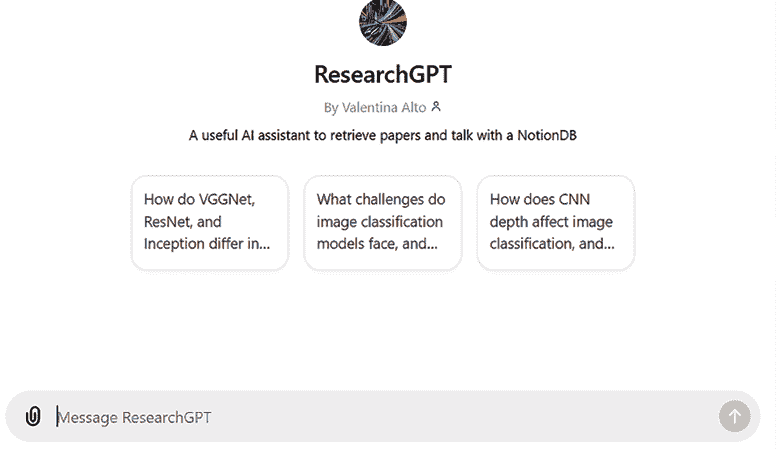 ResearchGPT
By Valentina Alto
A useful AI assistant to retrieve papers and talk with a NotionDB
How do VGGNet,
ResNet, and
Inception differ in...
What challenges do
image classification
models face, and...
How does CNN
depth affect image
classification, and...
Message ResearchGPT